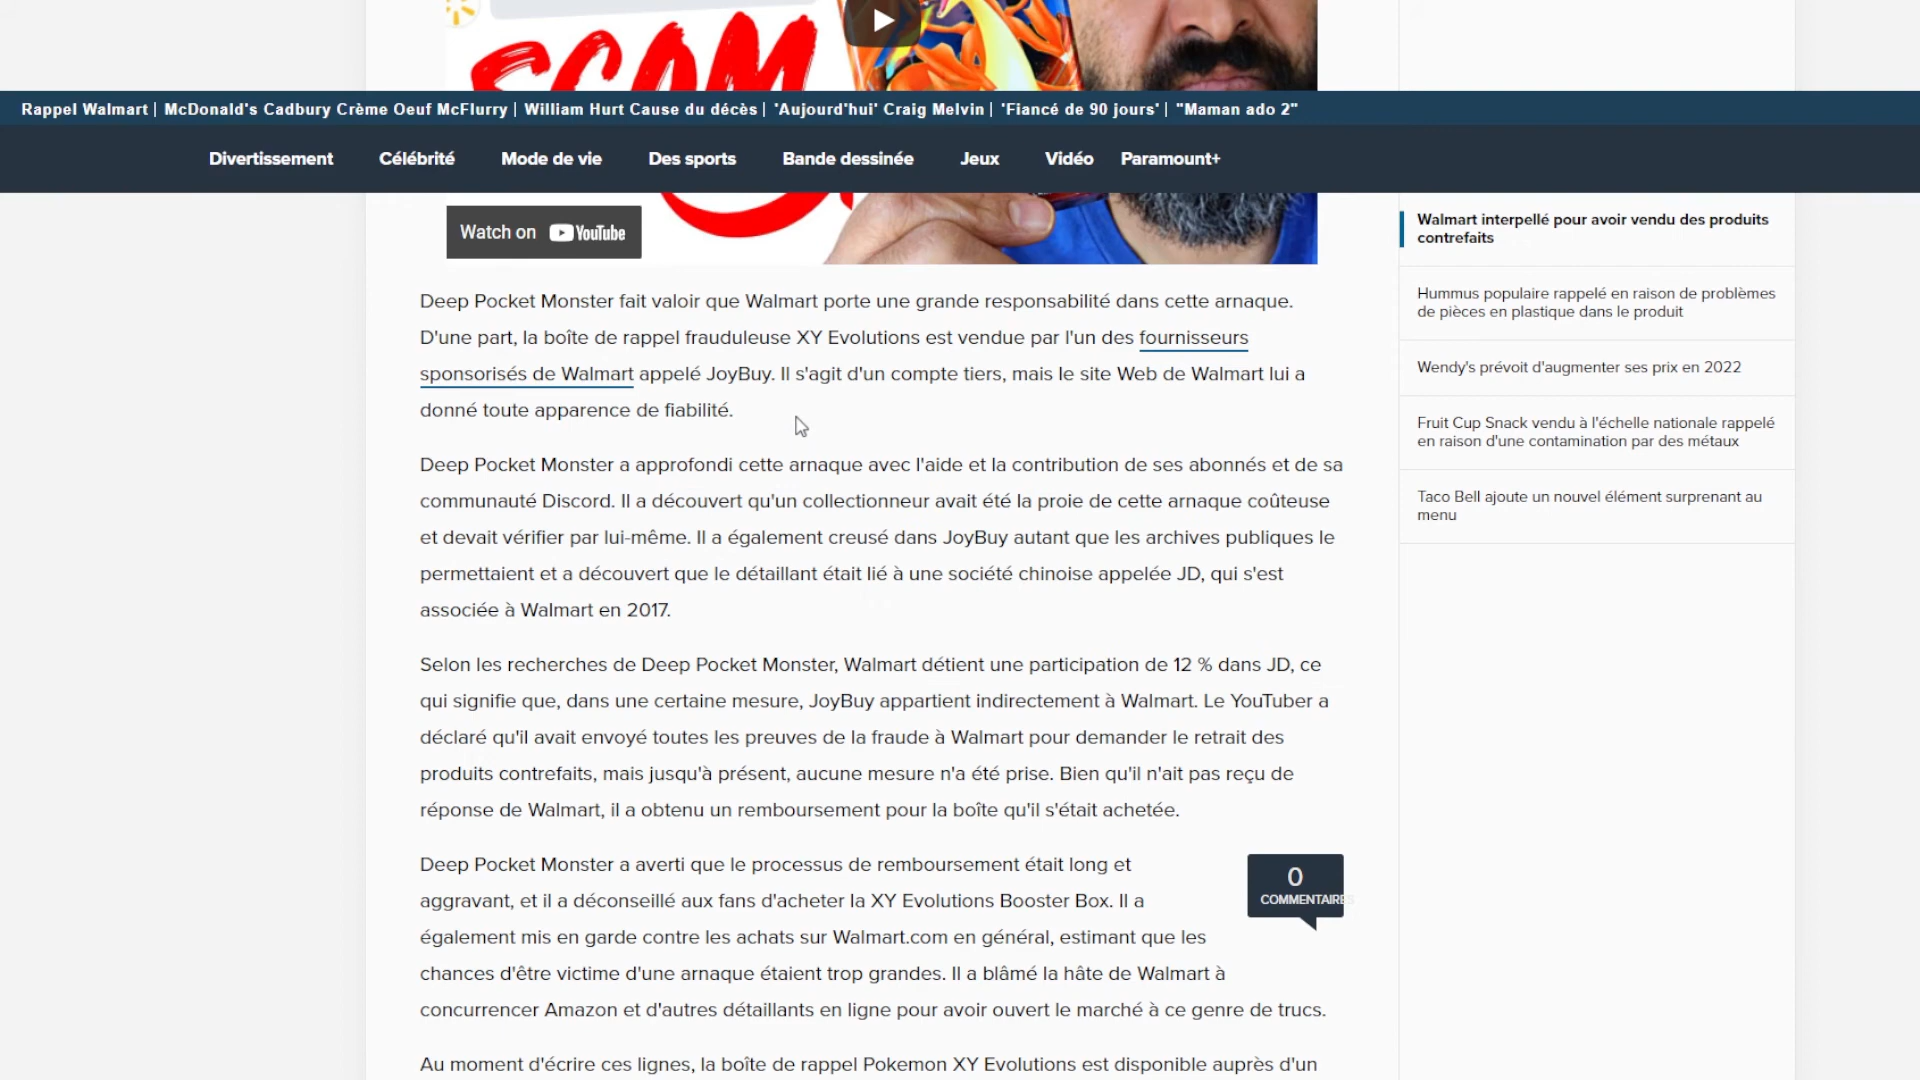 SCAM
Rappel Walmart | McDonald's Cadbury Crème Oeuf McFlurry | William Hurt Cause du décès | 'Aujourd'hui' Craig Melvin | 'Fiancé de 90 jours' | "Maman ado 2"
Divertissement Célébrité Mode de vie Des sports Bande dessinée Jeux Vidéo Paramount+
Watch on YouTube
Deep Pocket Monster fait valoir que Walmart porte une grande responsabilité dans cette arnaque.
D'une part, la boîte de rappel frauduleuse XY Evolutions est vendue par l'un des fournisseurs
sponsorisés de Walmart appelé JoyBuy. Il s'agit d'un compte tiers, mais le site Web de Walmart lui a
donné toute apparence de fiabilité.
Deep Pocket Monster a approfondi cette arnaque avec l'aide et la contribution de ses abonnés et de sa
communauté Discord. Il a découvert qu'un collectionneur avait été la proie de cette arnaque coûteuse
et devait vérifier par lui-même. Il a également creusé dans JoyBuy autant que les archives publiques le
permettaient et a découvert que le détaillant était lié à une société chinoise appelée JD, qui s'est
associée à Walmart en 2017.
Selon les recherches de Deep Pocket Monster, Walmart détient une participation de 12 % dans JD, ce
qui signifie que, dans une certaine mesure, JoyBuy appartient indirectement à Walmart. Le YouTuber a
déclaré qu'il avait envoyé toutes les preuves de la fraude à Walmart pour demander le retrait des
produits contrefaits, mais jusqu'à présent, aucune mesure n'a été prise. Bien qu'il n'ait pas reçu de
réponse de Walmart, il a obtenu un remboursement pour la boîte qu'il s'était achetée.
Deep Pocket Monster a averti que le processus de remboursement était long et
aggravant, et il a déconseillé aux fans d'acheter la XY Evolutions Booster Box. Il a
également mis en garde contre les achats sur Walmart.com en général, estimant que les
chances d'être victime d'une arnaque étaient trop grandes. Il a blâmé la hâte de Walmart à
concurrencer Amazon et d'autres détaillants en ligne pour avoir ouvert le marché à ce genre de trucs.
0
COMMENTAIRES
Au moment d'écrire ces lignes, la boîte de rappel Pokemon XY Evolutions est disponible auprès d'un
Walmart interpellé pour avoir vendu des produits
contrefaits
Hummus populaire rappelé en raison de problèmes
de pièces en plastique dans le produit
Wendy's prévoit d'augmenter ses prix en 2022
Fruit Cup Snack vendu à l'échelle nationale rappelé
en raison d'une contamination par des métaux
Taco Bell ajoute un nouvel élément surprenant au
menu